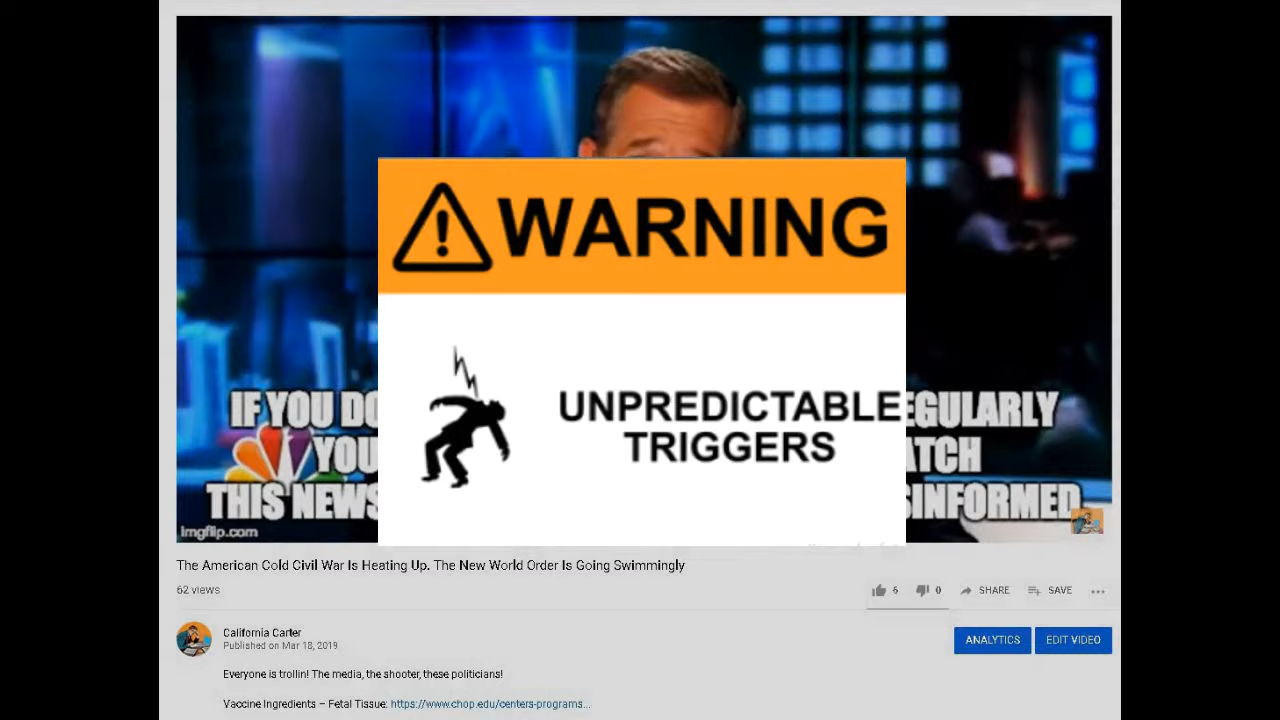 WARNING
UNPREDICTABLE
TRIGGERS
IF YOU DO EGULARLY
YOU ATCH
THIS NEWS SINFORMED
imgflip.com
The American Cold Civil War Is Heating Up. The New World Order Is Going Swimmingly
62 views
6 0 SHARE SAVE
California Carter
Published on Mar 18, 2019
ANALYTICS EDIT VIDEO
Everyone is trollin! The media, the shooter, these politicians!
Vaccine Ingredients – Fetal Tissue: https://www.chop.edu/centers-programs...